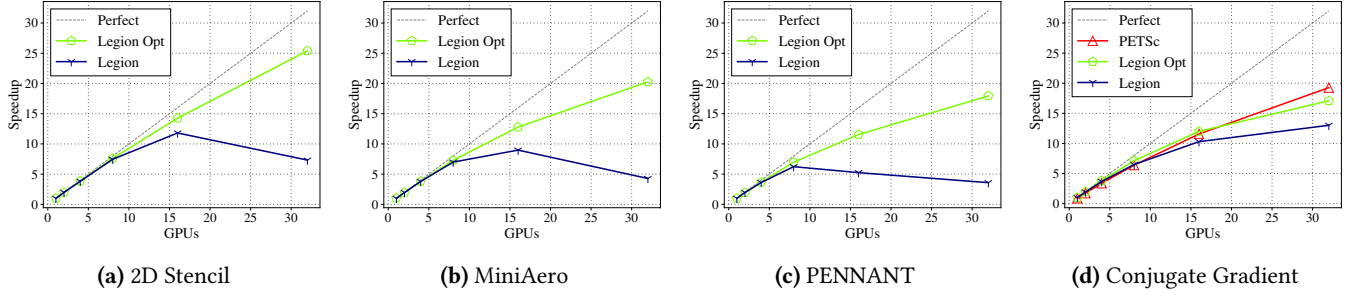 Perfect
Legion Opt
Legion
Speedup
30
25
20
15
10
5
0
0 5 10 15 20 25 30
GPUs
(a) 2D Stencil
Perfect
Legion Opt
Legion
Speedup
30
25
20
15
10
5
0
0 5 10 15 20 25 30
GPUs
(b) MiniAero
Perfect
Legion Opt
Legion
Speedup
30
25
20
15
10
5
0
0 5 10 15 20 25 30
GPUs
(c) PENNANT
Perfect
PETSc
Legion Opt
Legion
Speedup
30
25
20
15
10
5
0
0 5 10 15 20 25 30
GPUs
(d) Conjugate Gradient